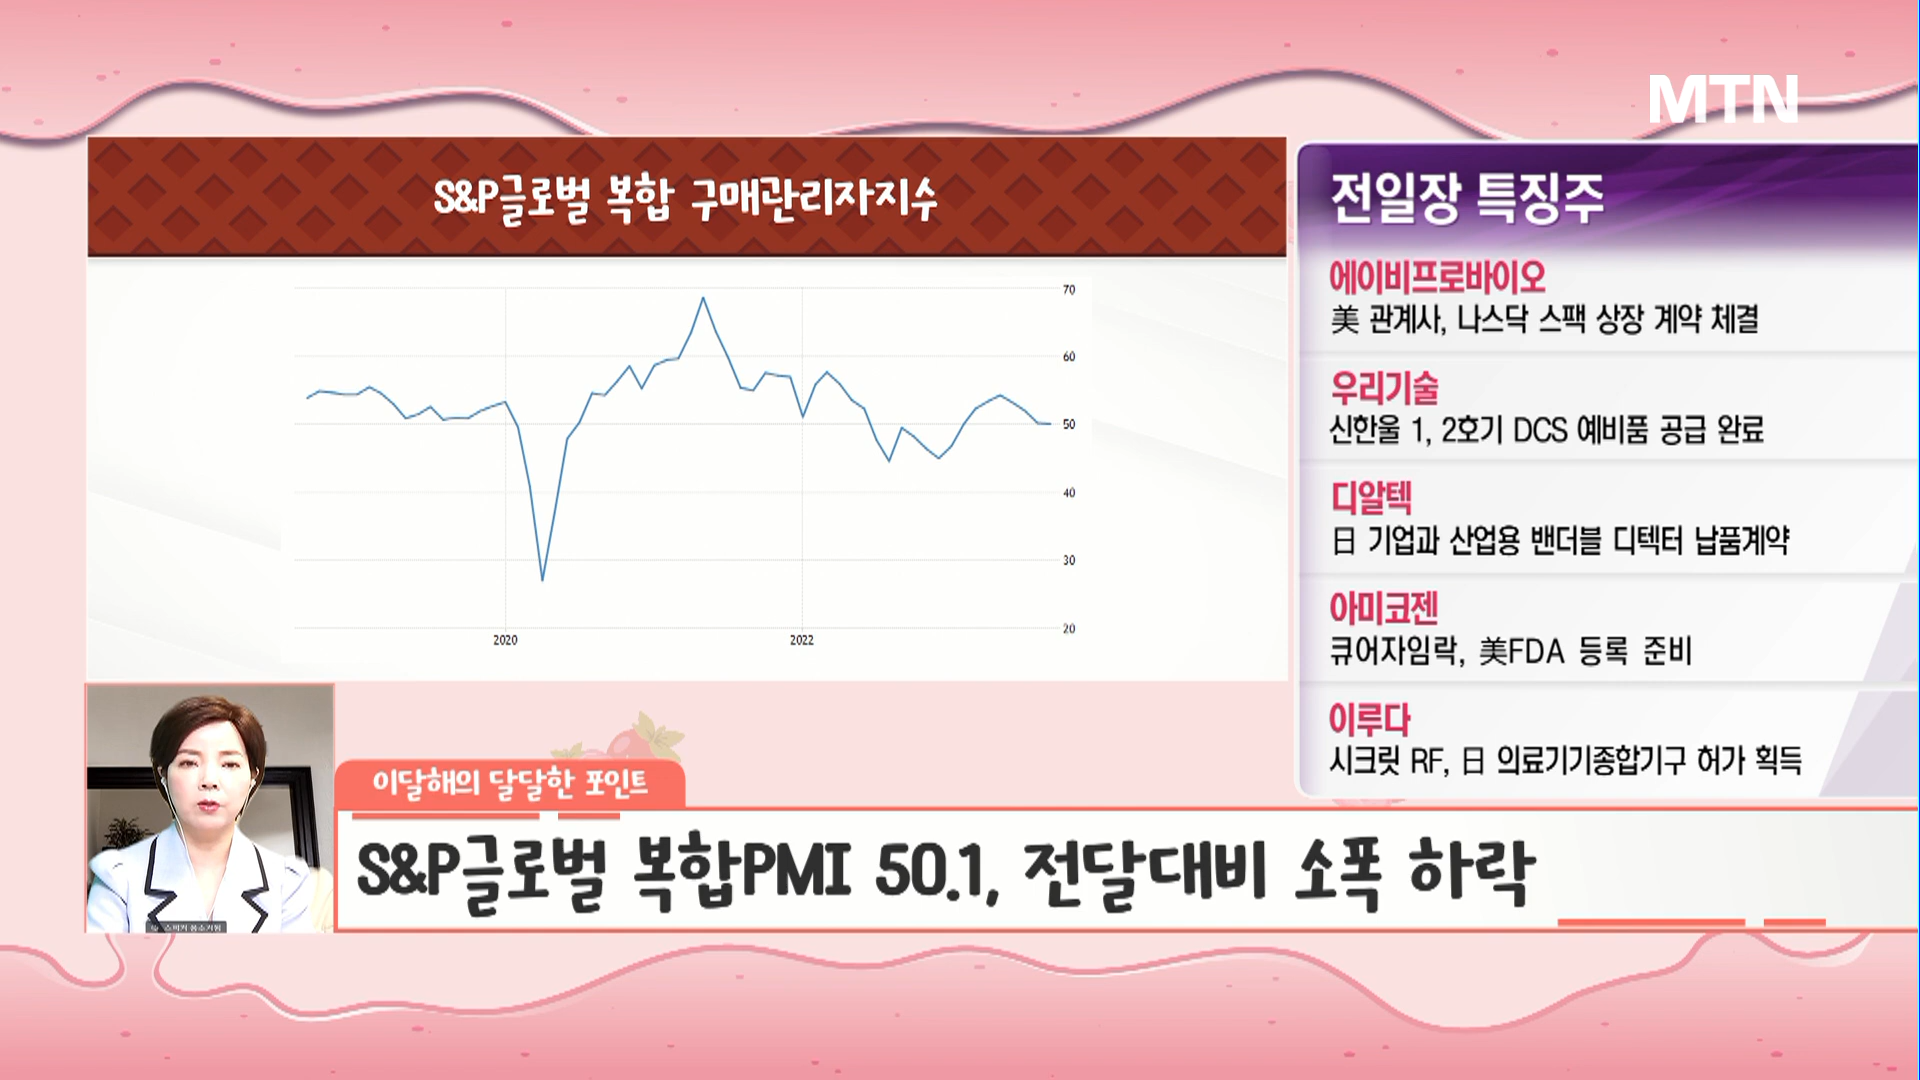 MTN
S&P글로벌 복합 구매관리자지수
70
60
50
40
30
20
2020
2022
전일장 특징주
에이비프로바이오
美 관계사, 나스닥 스팩 상장 계약 체결
우리기술
신한울 1, 2호기 DCS 예비품 공급 완료
디알텍
日 기업과 산업용 밴더블 디텍터 납품계약
아미코젠
큐어자임락, 美FDA 등록 준비
이루다
시크릿 RF, 日 의료기기종합기구 허가 획득
이달해의 달달한 포인트
S&P글로벌 복합PMI 50.1, 전달대비 소폭 하락